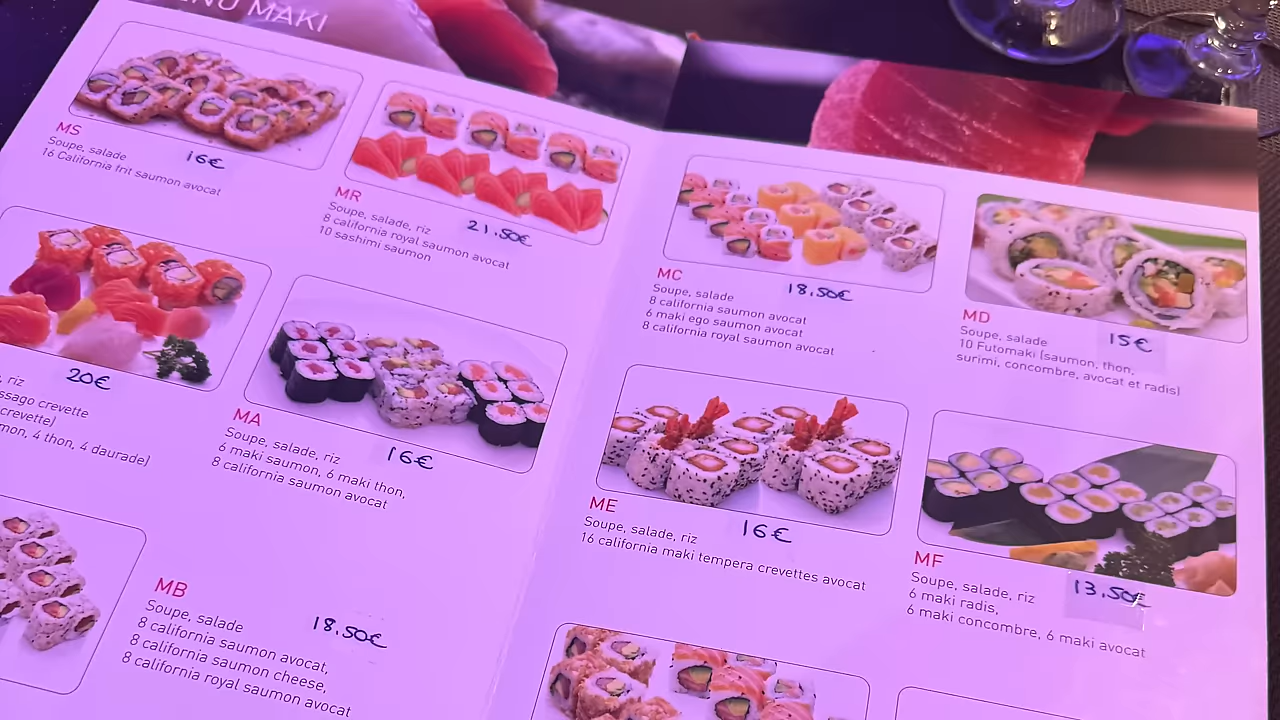 MENU MAKI
MS
Soupe, salade
16 California frit saumon avocat
16€
MR
Soupe, salade, riz
8 california royal saumon avocat
10 sashimi saumon
21.50€
, riz
crevette
crevette)
4 thon, 4 daurade)
20€
MA
Soupe, salade, riz
6 maki saumon, 6 maki thon,
8 california saumon avocat
16€
MB
Soupe, salade
8 california saumon avocat,
8 california saumon cheese,
8 california royal saumon avocat
18.50€
MC
Soupe, salade
8 california saumon avocat
6 maki ego saumon avocat
8 california royal saumon avocat
18.50€
MD
Soupe, salade
10 Futomaki (saumon, thon,
surimi, concombre, avocat et radis)
15€
ME
Soupe, salade, riz
16 california maki tempera crevettes avocat
16€
MF
Soupe, salade, riz
6 maki radis,
6 maki concombre, 6 maki avocat
13.50€